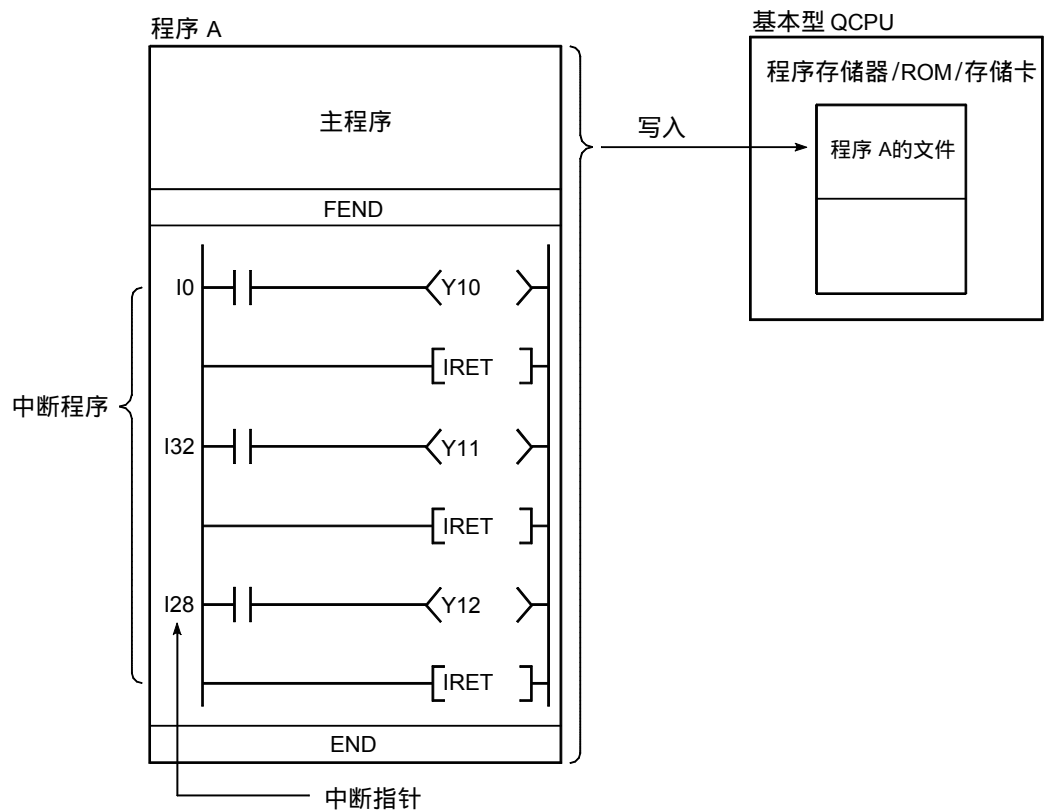 程序 A
基本型 QCPU
程序存储器/ROM/存储卡
主程序
写入
程序 A的文件
FEND
I0
Y10
IRET
中断程序
I32
Y11
IRET
I28
Y12
IRET
END
中断指针